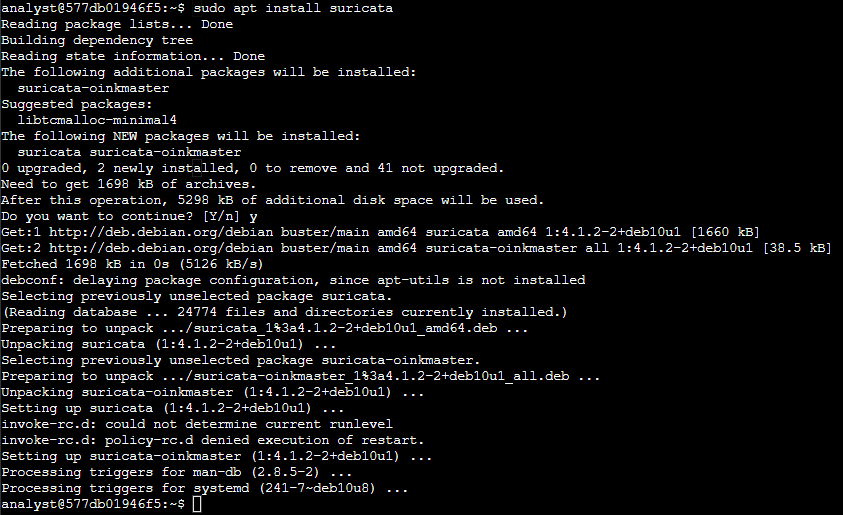 analyst@577db01946f5:~$ sudo apt install suricata
Reading package lists... Done
Building dependency tree
Reading state information... Done
The following additional packages will be installed:
  suricata-oinkmaster
Suggested packages:
  libtcmalloc-minimal4
The following NEW packages will be installed:
  suricata suricata-oinkmaster
0 upgraded, 2 newly installed, 0 to remove and 41 not upgraded.
Need to get 1698 kB of archives.
After this operation, 5298 kB of additional disk space will be used.
Do you want to continue? [Y/n] y
Get:1 http://deb.debian.org/debian buster/main amd64 suricata amd64 1:4.1.2-2+deb10u1 [1660 kB]
Get:2 http://deb.debian.org/debian buster/main amd64 suricata-oinkmaster all 1:4.1.2-2+deb10u1 [38.5 kB]
Fetched 1698 kB in 0s (5126 kB/s)
debconf: delaying package configuration, since apt-utils is not installed
Selecting previously unselected package suricata.
(Reading database ... 24774 files and directories currently installed.)
Preparing to unpack .../suricata_1%3a4.1.2-2+deb10u1_amd64.deb ...
Unpacking suricata (1:4.1.2-2+deb10u1) ...
Selecting previously unselected package suricata-oinkmaster.
Preparing to unpack .../suricata-oinkmaster_1%3a4.1.2-2+deb10u1_all.deb ...
Unpacking suricata-oinkmaster (1:4.1.2-2+deb10u1) ...
Setting up suricata (1:4.1.2-2+deb10u1) ...
invoke-rc.d: could not determine current runlevel
invoke-rc.d: policy-rc.d denied execution of restart.
Setting up suricata-oinkmaster (1:4.1.2-2+deb10u1) ...
Processing triggers for man-db (2.8.5-2) ...
Processing triggers for systemd (241-7~deb10u8) ...
analyst@577db01946f5:~$